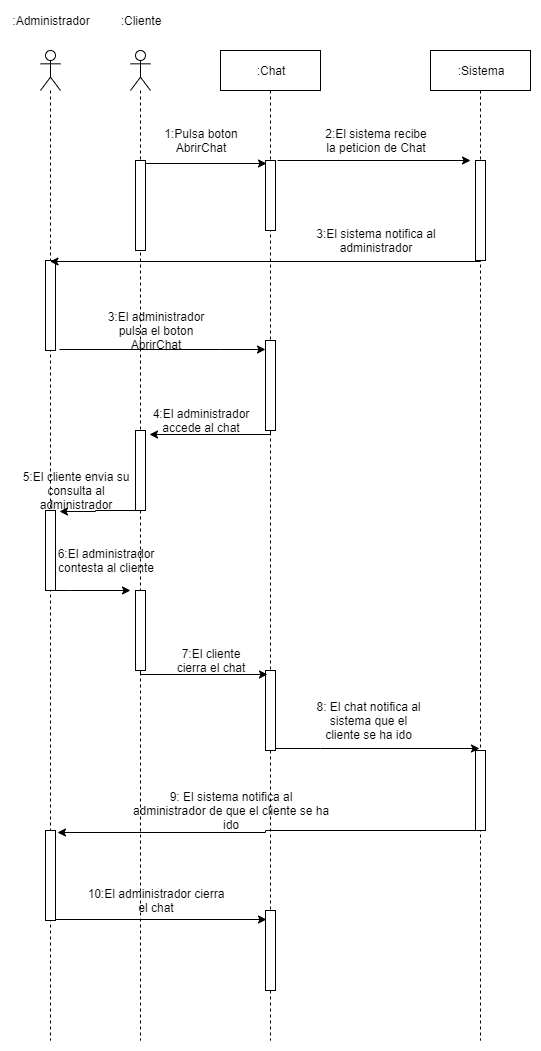 :Administrador
:Cliente
:Chat
:Sistema
1:Pulsa boton
AbrirChat
2:El sistema recibe
la peticion de Chat
3:El sistema notifica al
administrador
3:El administrador
pulsa el boton
AbrirChat
4:El administrador
accede al chat
5:El cliente envia su
consulta al
administrador
6:El administrador
contesta al cliente
7:El cliente
cierra el chat
8: El chat notifica al
sistema que el
cliente se ha ido
9: El sistema notifica al
administrador de que el cliente se ha
ido
10:El administrador cierra
el chat